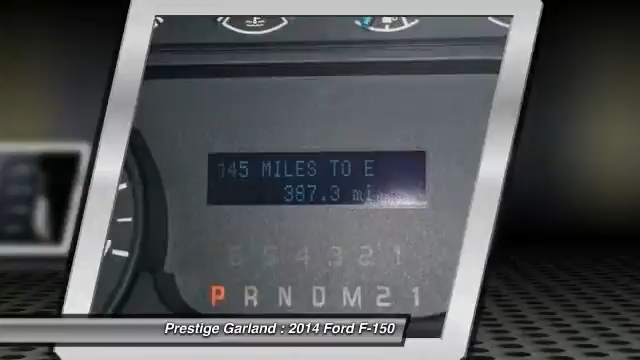 145 MILES TO E
387.3 mi
6 5 4 3 2 1
P R N D M 2 1
Prestige Garland : 2014 Ford F-150